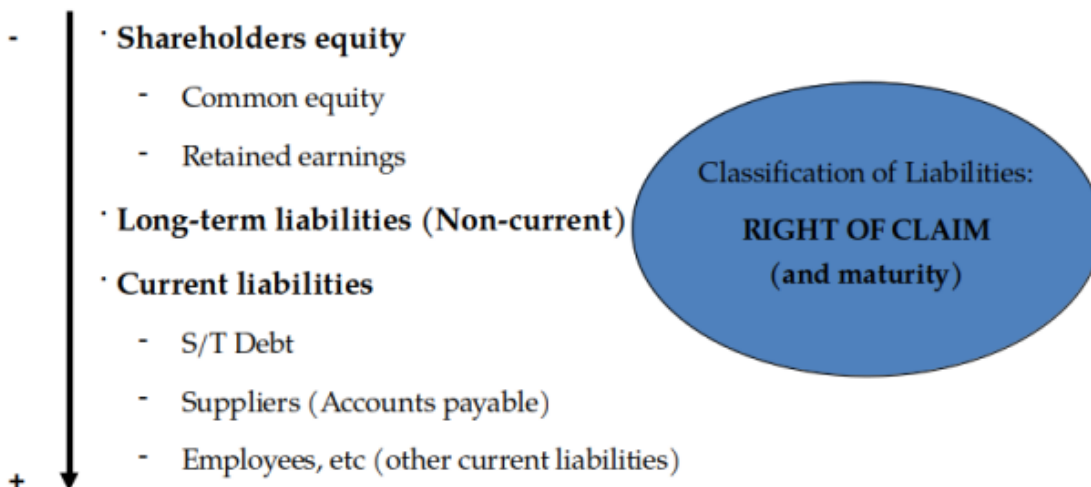 - · Shareholders equity
- Common equity
- Retained earnings
· Long-term liabilities (Non-current)
· Current liabilities
- S/T Debt
- Suppliers (Accounts payable)
- Employees, etc (other current liabilities)
+
Classification of Liabilities:
RIGHT OF CLAIM
(and maturity)